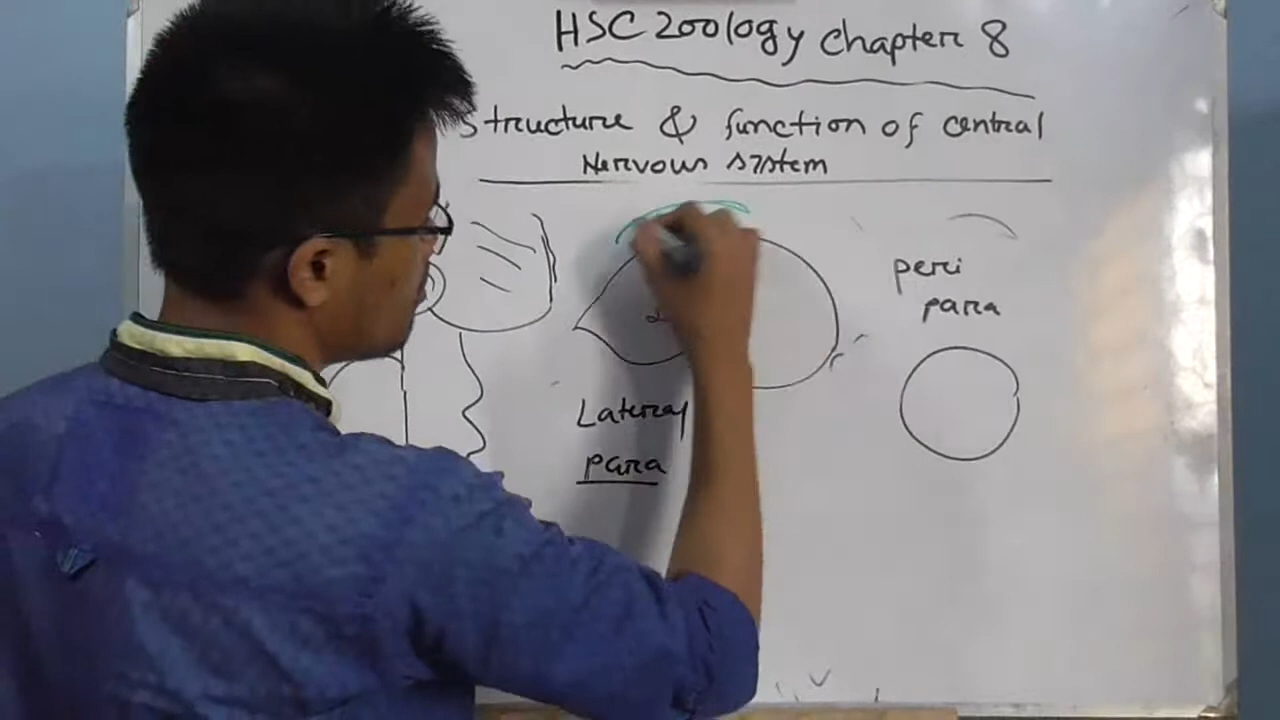 HSC Zoology Chapter 8
structure & function of central
Nervous system
peri
para
Lateral
para